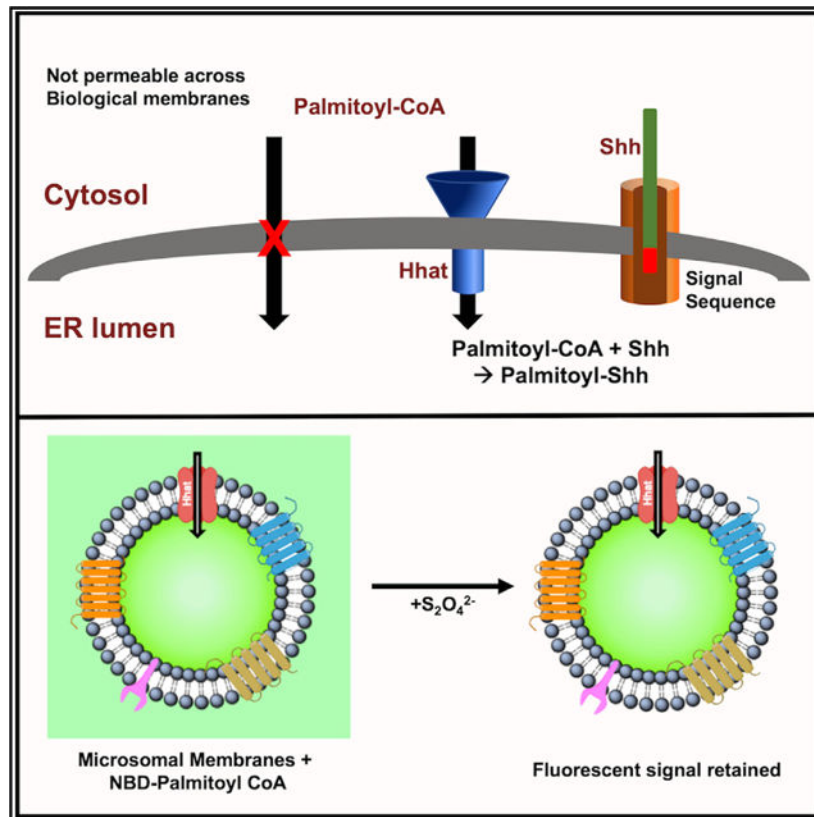 Not permeable across
Biological membranes
Palmitoyl-CoA
Shh
Cytosol
Hhat
Signal
Sequence
ER lumen
Palmitoyl-CoA + Shh
→ Palmitoyl-Shh
Hhat
Hhat
+S₂O₄²⁻
Microsomal Membranes +
NBD-Palmitoyl CoA
Fluorescent signal retained